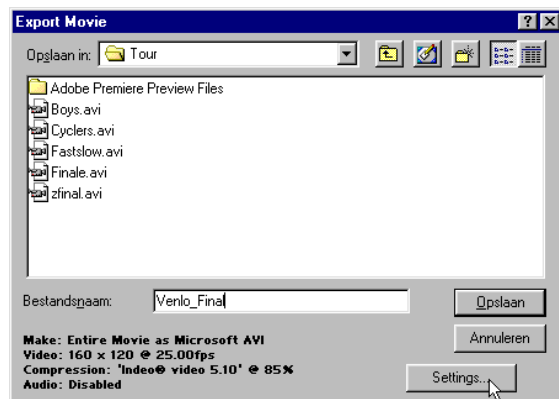 Export Movie
Opslaan in: Tour
Adobe Premiere Preview Files
Boys.avi
Cyclers.avi
Fastslow.avi
Finale.avi
zfinal.avi
Bestandsnaam: Venlo_Final
Opslaan
Annuleren
Make: Entire Movie as Microsoft AVI
Video: 160 x 120 @ 25.00fps
Compression: 'Indeo® video 5.10' @ 85%
Audio: Disabled
Settings...